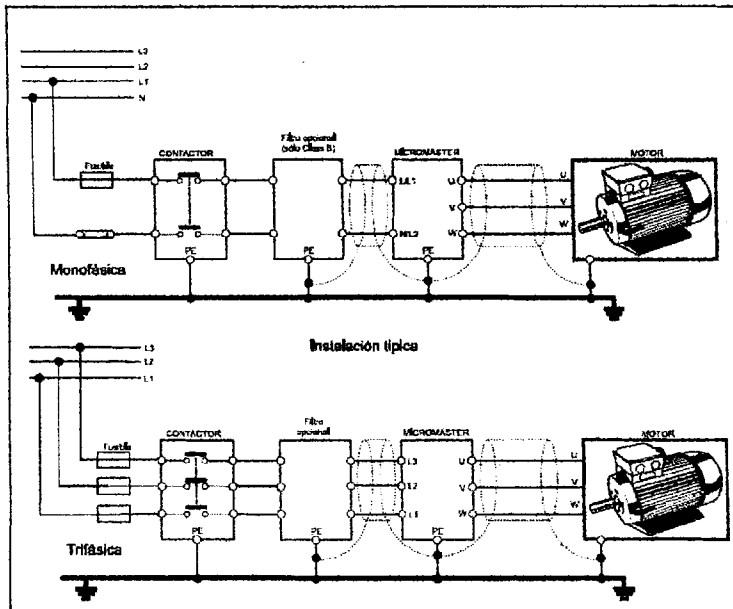 L3
L2
L1
N
Fusible
CONTACTOR
Filtro opcional
(sólo Class B)
MICROMASTER
MOTOR
L/L1
U
U
V
V
N/L2
W
W
PE
PE
PE
Monofásica
Instalación típica
L3
L2
L1
Fusible
CONTACTOR
Filtro
opcional
MICROMASTER
MOTOR
L3
U
U
L2
V
V
L1
W
W
PE
PE
PE
Trifásica